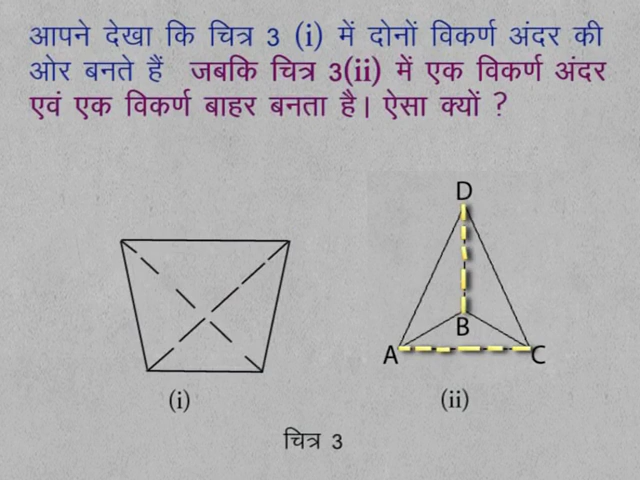 आपने देखा कि चित्र 3 (i) में दोनों विकर्ण अंदर की
ओर बनते हैं जबकि चित्र 3(ii) में एक विकर्ण अंदर
एवं एक विकर्ण बाहर बनता है। ऐसा क्यों ?
D
B
A
C
(i)
(ii)
चित्र 3